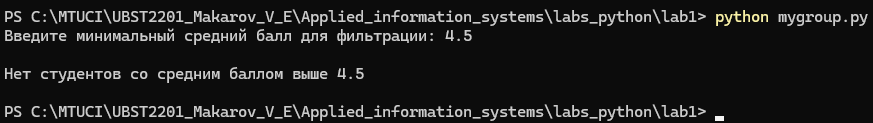 PS C:\MTUCI\UBST2201_Makarov_V_E\Applied_information_systems\labs_python\lab1> python mygroup.py
Введите минимальный средний балл для фильтрации: 4.5
Нет студентов со средним баллом выше 4.5
PS C:\MTUCI\UBST2201_Makarov_V_E\Applied_information_systems\labs_python\lab1>